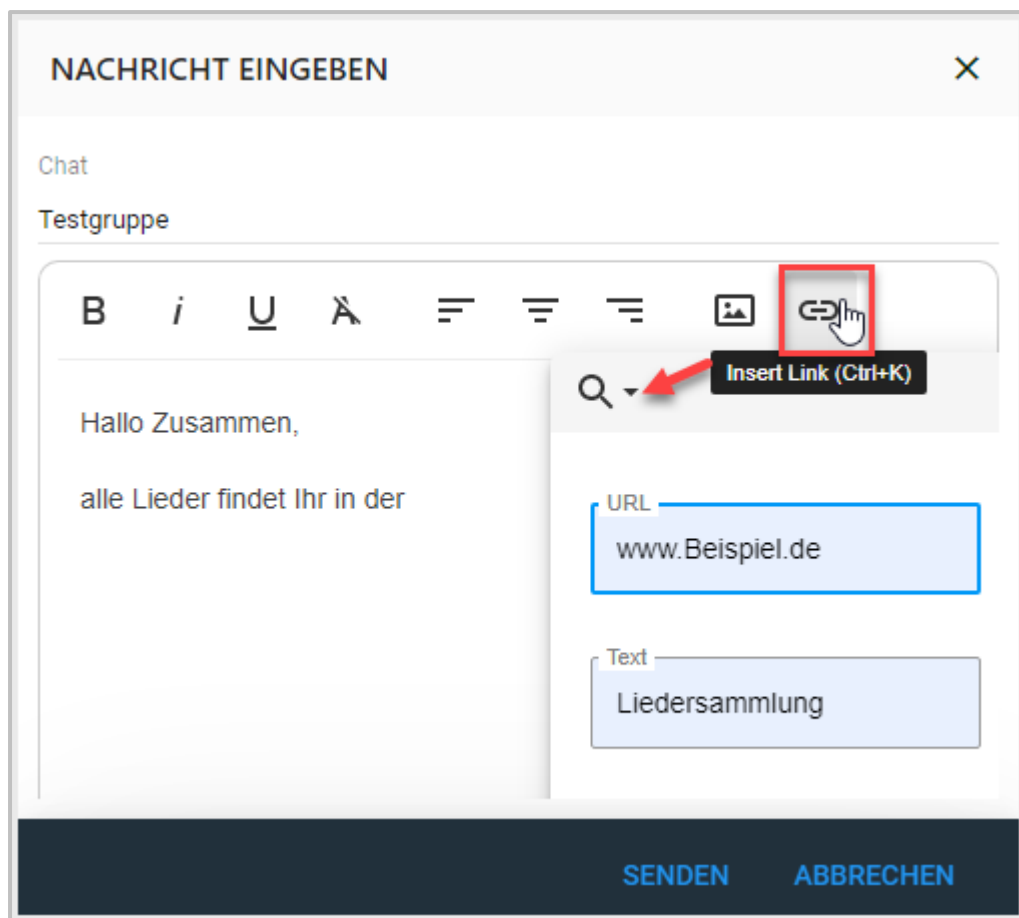 NACHRICHT EINGEBEN
Chat
Testgruppe
B i U A
Insert Link (Ctrl+K)
Hallo Zusammen,
alle Lieder findet Ihr in der
URL
www.Beispiel.de
Text
Liedersammlung
SENDEN ABBRECHEN